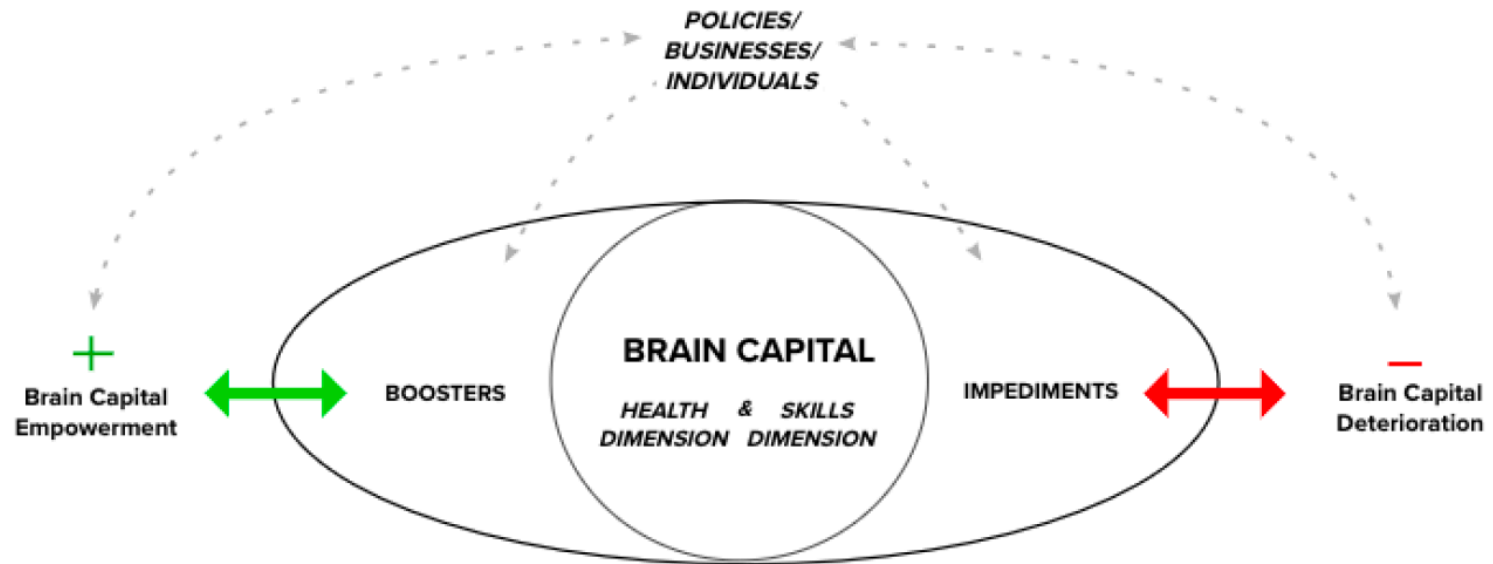 POLICIES/
BUSINESSES/
INDIVIDUALS
+
Brain Capital
Empowerment
BOOSTERS
BRAIN CAPITAL
HEALTH & SKILLS
DIMENSION DIMENSION
IMPEDIMENTS
−
Brain Capital
Deterioration